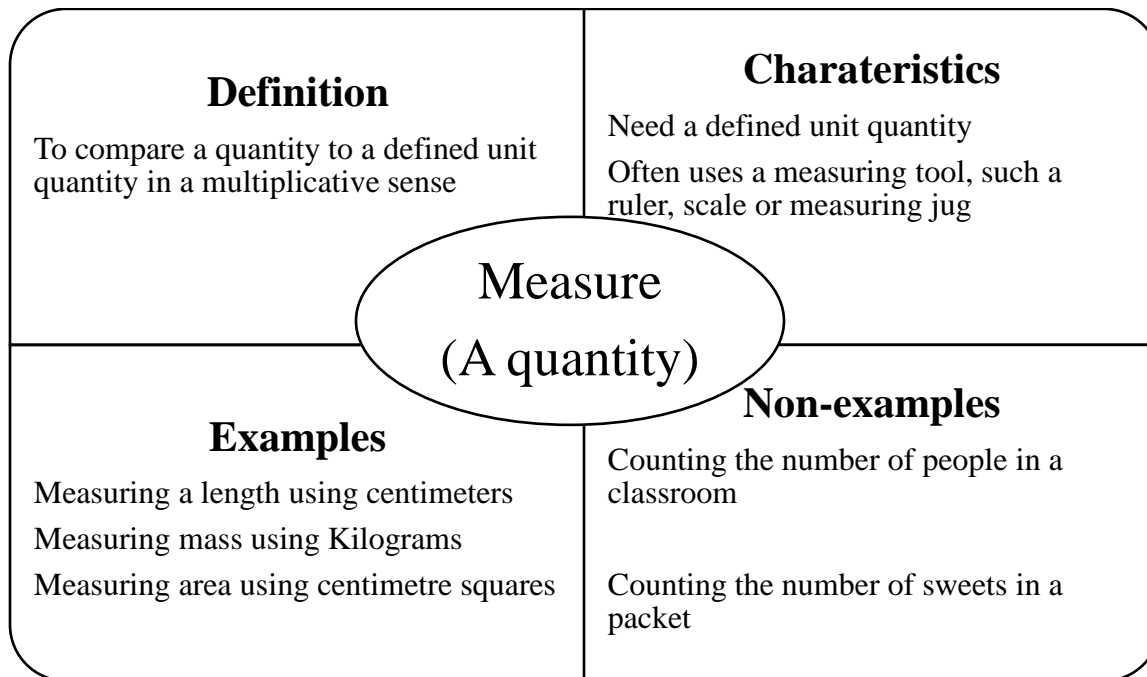 Definition
To compare a quantity to a defined unit
quantity in a multiplicative sense
Charateristics
Need a defined unit quantity
Often uses a measuring tool, such a
ruler, scale or measuring jug
Measure
(A quantity)
Examples
Measuring a length using centimeters
Measuring mass using Kilograms
Measuring area using centimetre squares
Non-examples
Counting the number of people in a
classroom
Counting the number of sweets in a
packet